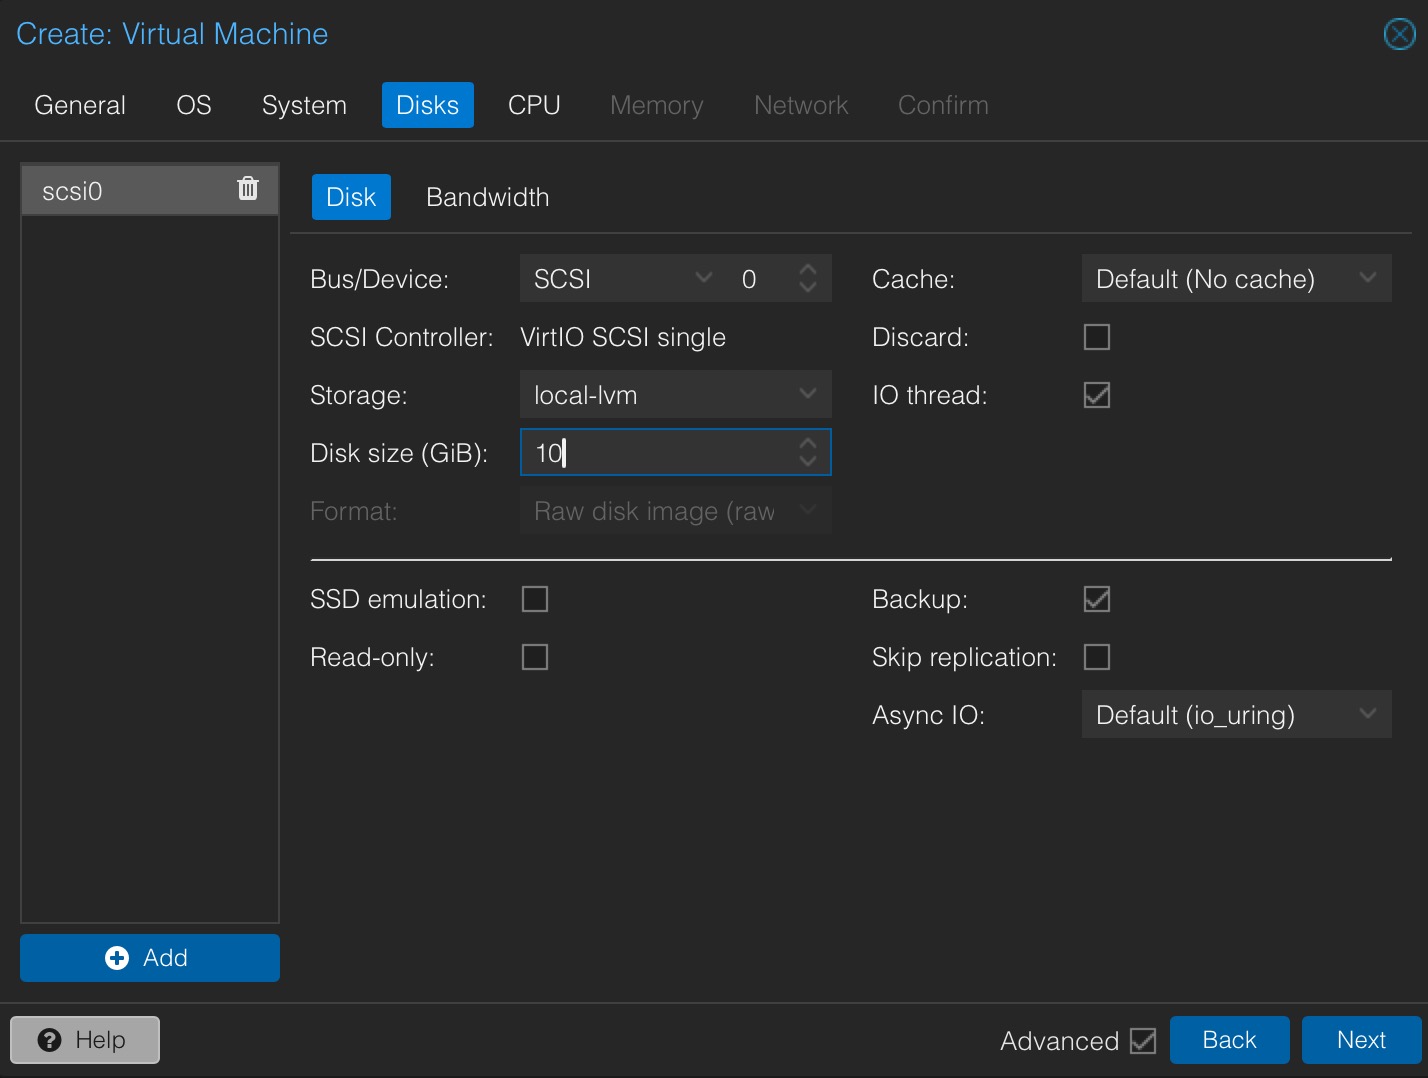 Create: Virtual Machine
General OS System Disks CPU Memory Network Confirm
scsi0
Disk Bandwidth
Bus/Device: SCSI 0 Cache: Default (No cache)
SCSI Controller: VirtIO SCSI single Discard:
Storage: local-lvm IO thread:
Disk size (GiB): 10
Format: Raw disk image (raw
SSD emulation: Backup:
Read-only: Skip replication:
Async IO: Default (io_uring)
Add
Help Advanced Back Next